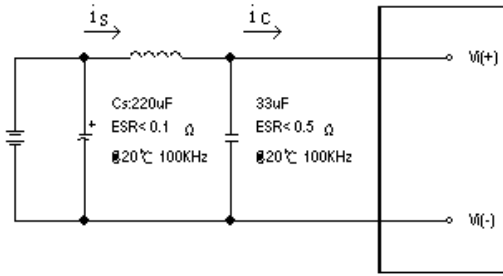 iS
iC
Vi(+)
Cs:220uF
ESR< 0.1 Ω
@20℃ 100KHz
33uF
ESR< 0.5 Ω
@20℃ 100KHz
+
Vi(-)